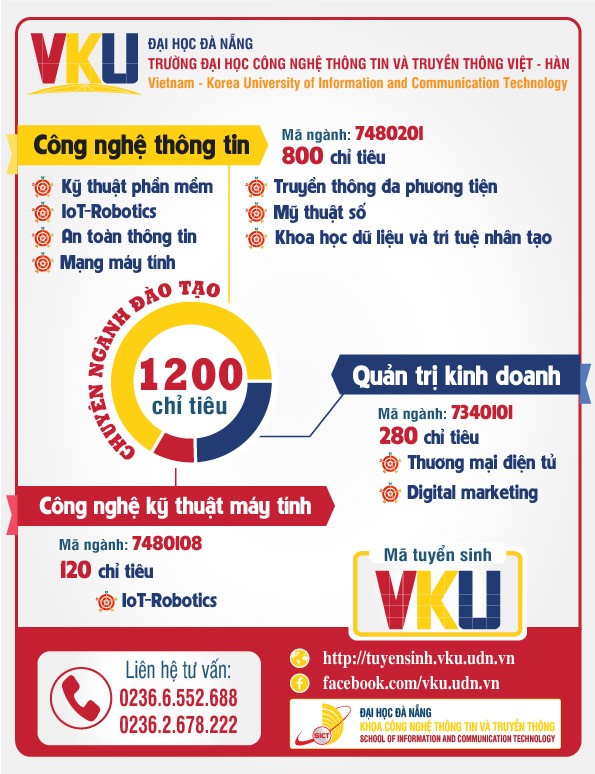 VKU
ĐẠI HỌC ĐÀ NẴNG
TRƯỜNG ĐẠI HỌC CÔNG NGHỆ THÔNG TIN VÀ TRUYỀN THÔNG VIỆT - HÀN
Vietnam - Korea University of Information and Communication Technology
Công nghệ thông tin
Mã ngành: 7480201
800 chỉ tiêu
Kỹ thuật phần mềm
IoT-Robotics
An toàn thông tin
Mạng máy tính
Truyền thông đa phương tiện
Mỹ thuật số
Khoa học dữ liệu và trí tuệ nhân tạo
CHUYÊN NGÀNH ĐÀO TẠO
1200
chỉ tiêu
Quản trị kinh doanh
Mã ngành: 7340101
280 chỉ tiêu
Thương mại điện tử
Digital marketing
Công nghệ kỹ thuật máy tính
Mã ngành: 7480108
120 chỉ tiêu
IoT-Robotics
Mã tuyển sinh
VKU
Liên hệ tư vấn:
0236.6.552.688
0236.2.678.222
http://tuyensinh.vku.udn.vn
facebook.com/vku.udn.vn
SICT
ĐẠI HỌC ĐÀ NẴNG
KHOA CÔNG NGHỆ THÔNG TIN VÀ TRUYỀN THÔNG
SCHOOL OF INFORMATION AND COMMUNICATION TECHNOLOGY